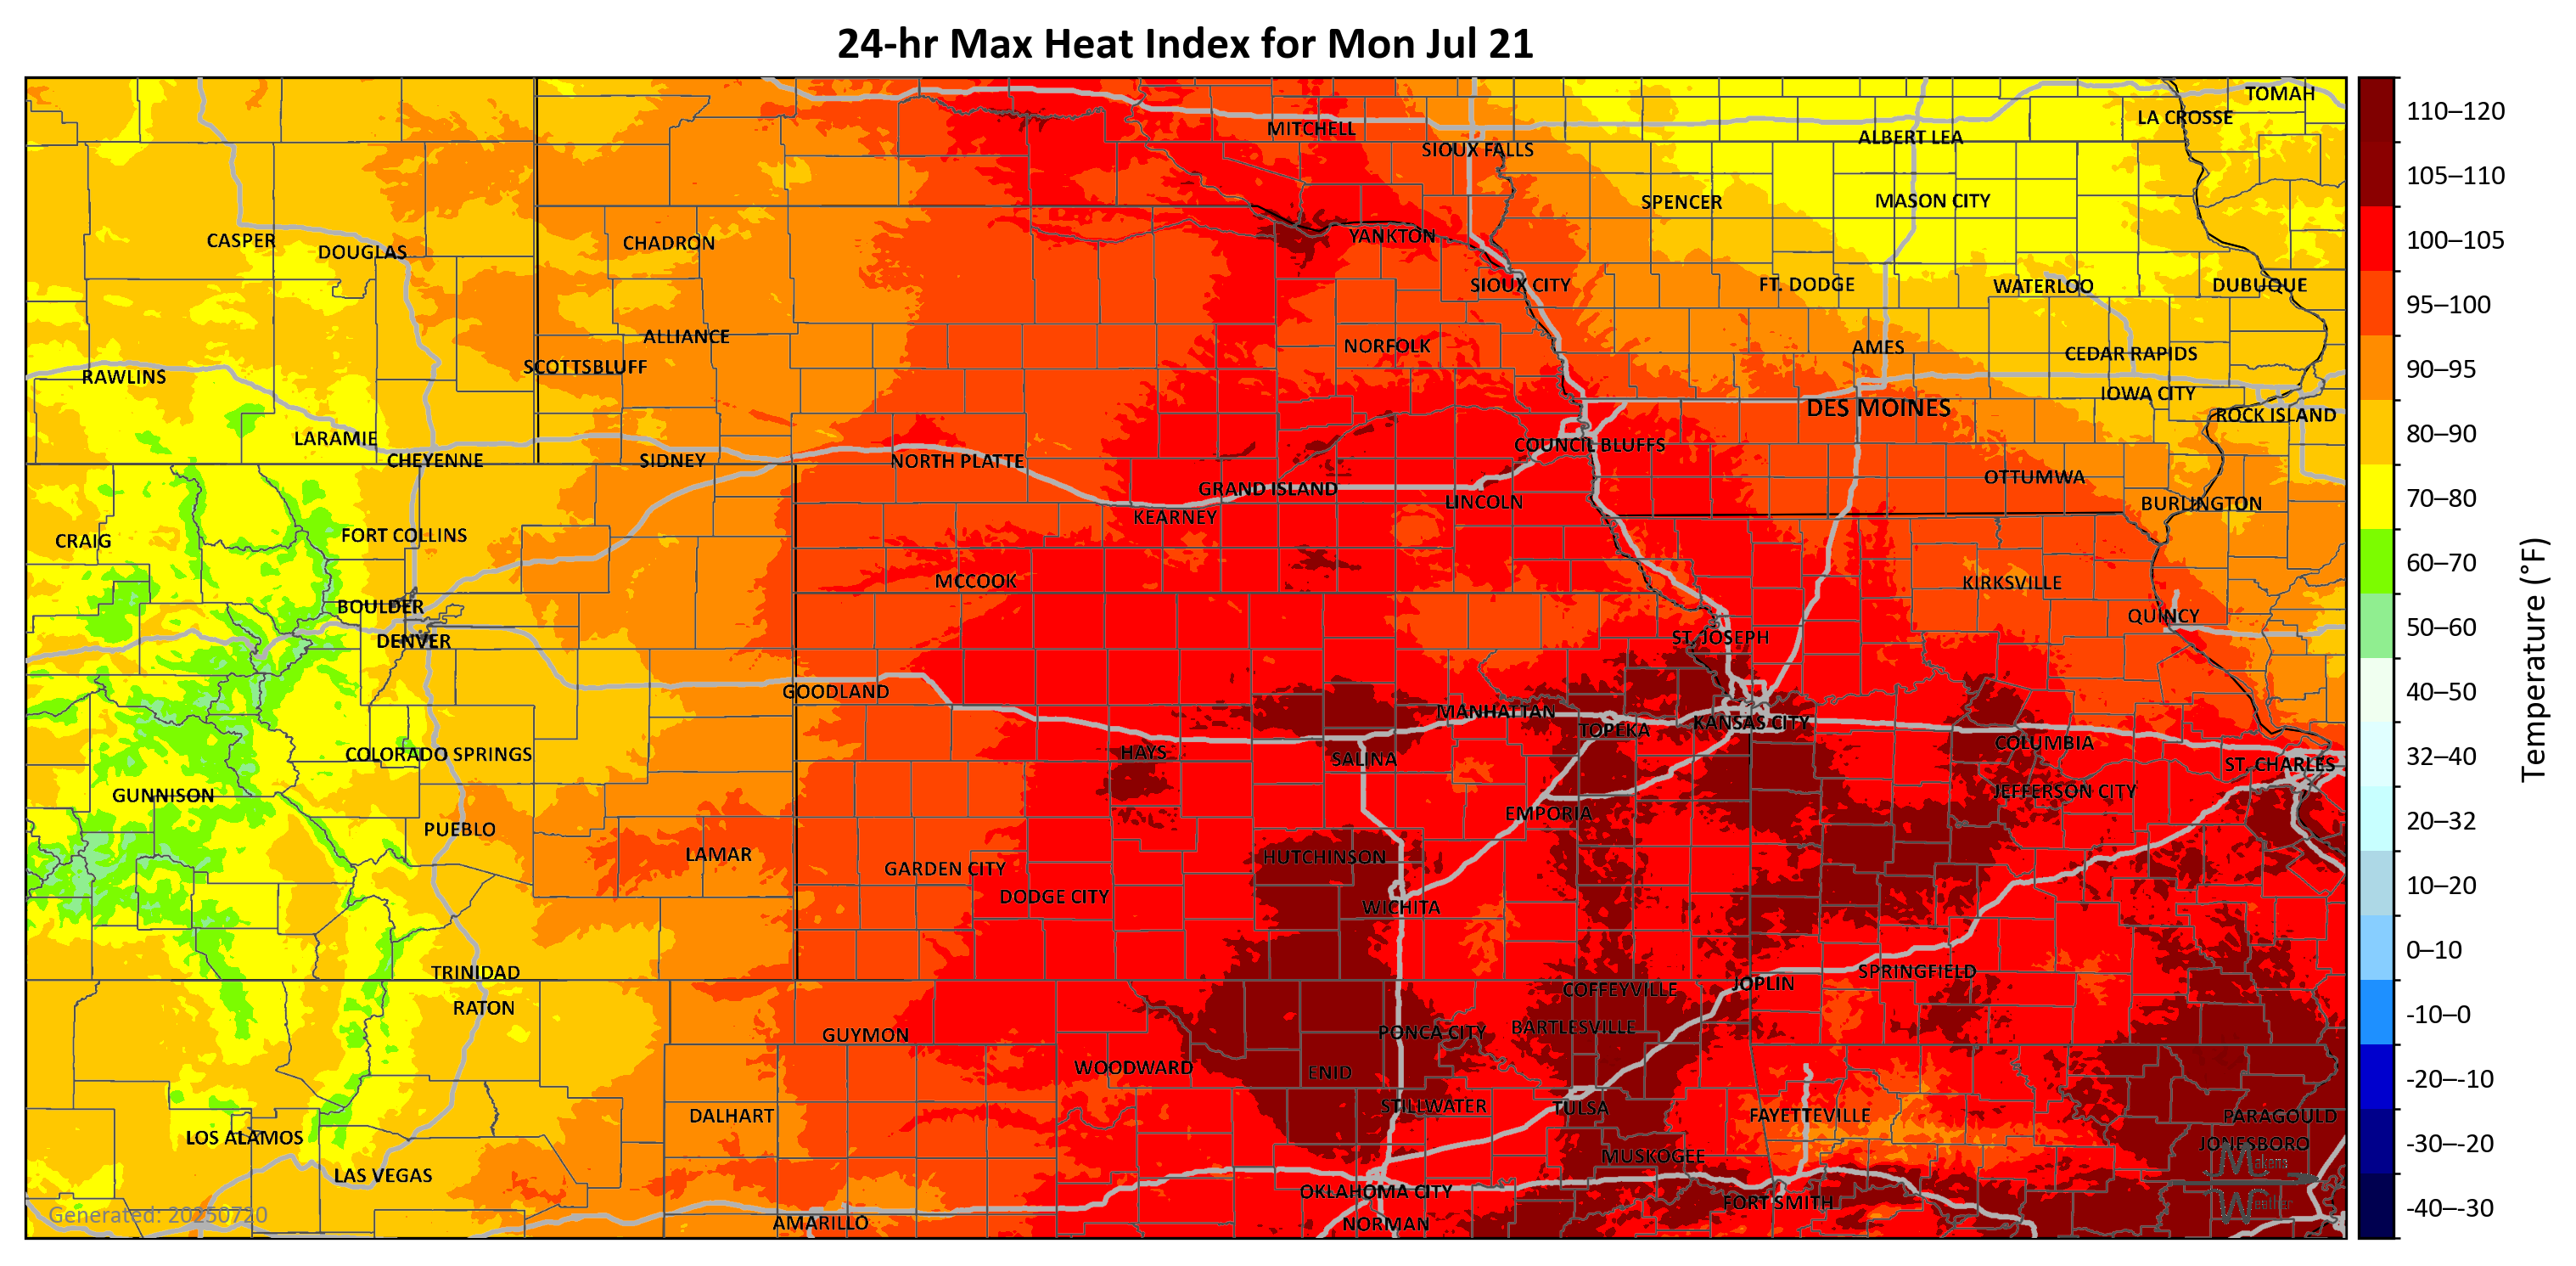 24-hr Max Heat Index for Mon Jul 21
TOMAH
LA CROSSE
MITCHELL
ALBERT LEA
SIOUX FALLS
SPENCER
MASON CITY
YANKTON
CASPER
CHADRON
DOUGLAS
SIOUX CITY
FT. DODGE
WATERLOO
DUBUQUE
ALLIANCE
NORFOLK
AMES
CEDAR RAPIDS
SCOTTSBLUFF
RAWLINS
IOWA CITY
DES MOINES
ROCK ISLAND
LARAMIE
COUNCIL BLUFFS
CHEYENNE
SIDNEY
NORTH PLATTE
OTTUMWA
GRAND ISLAND
LINCOLN
BURLINGTON
KEARNEY
FORT COLLINS
CRAIG
MCCOOK
KIRKSVILLE
BOULDER
QUINCY
DENVER
ST. JOSEPH
GOODLAND
MANHATTAN
TOPEKA
KANSAS CITY
COLUMBIA
COLORADO SPRINGS
HAYS
SALINA
ST. CHARLES
GUNNISON
JEFFERSON CITY
EMPORIA
PUEBLO
LAMAR
HUTCHINSON
GARDEN CITY
DODGE CITY
WICHITA
TRINIDAD
SPRINGFIELD
JOPLIN
COFFEYVILLE
RATON
GUYMON
PONCA CITY
BARTLESVILLE
WOODWARD
ENID
STILLWATER
TULSA
DALHART
FAYETTEVILLE
PARAGOULD
LOS ALAMOS
JONESBORO
MUSKOGEE
LAS VEGAS
OKLAHOMA CITY
FORT SMITH
AMARILLO
NORMAN
Makens
Weather
Generated: 20250720
110–120
105–110
100–105
95–100
90–95
80–90
70–80
60–70
50–60
40–50
32–40
20–32
10–20
0–10
-10–0
-20–-10
-30–-20
-40–-30
Temperature (°F)